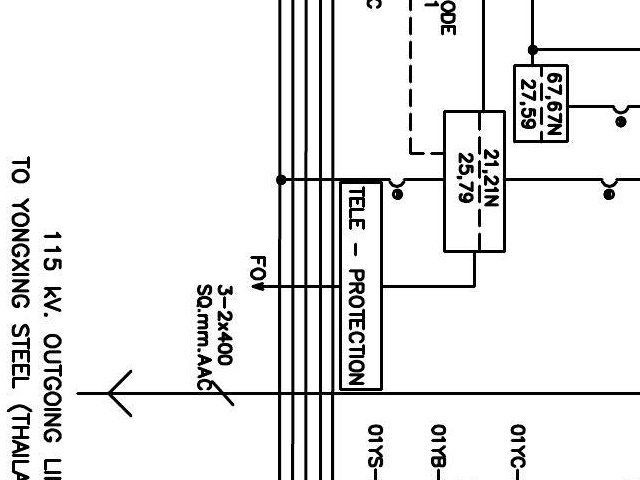 C
ODE
1
67,67N
27,59
21,21N
25,79
TELE - PROTECTION
FO
3-2x400
SQ.mm.AAC
115 kV. OUTGOING LI
TO YONGXING STEEL (THAILA
01YS-
01YB-
01YC-